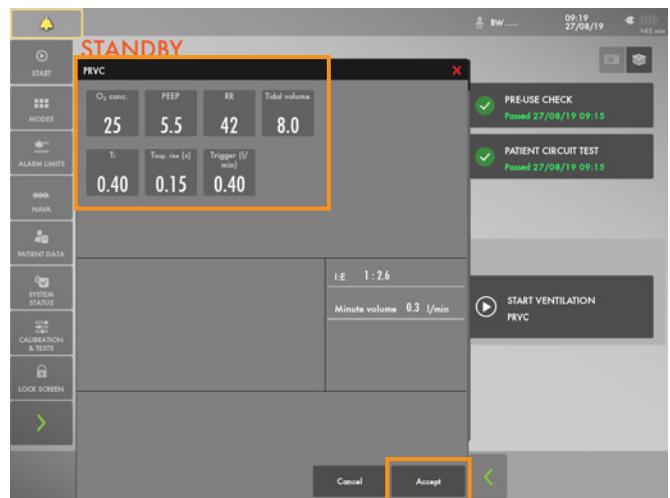 BW
09:19
27/08/19
>45 min
START
MODES
ALARM LIMITS
NAVA
PATIENT DATA
SYSTEM
STATUS
CALIBRATION
& TESTS
LOCK SCREEN
STANDBY
PRVC
O₂ conc. PEEP RR Tidal volume
25 5.5 42 8.0
Ti Tinsp. rise (s) Trigger (l/
min)
0.40 0.15 0.40
I:E 1 : 2.6
Minute volume 0.3 l/min
Cancel Accept
PRE-USE CHECK
Passed 27/08/19 09:15
PATIENT CIRCUIT TEST
Passed 27/08/19 09:15
START VENTILATION
PRVC